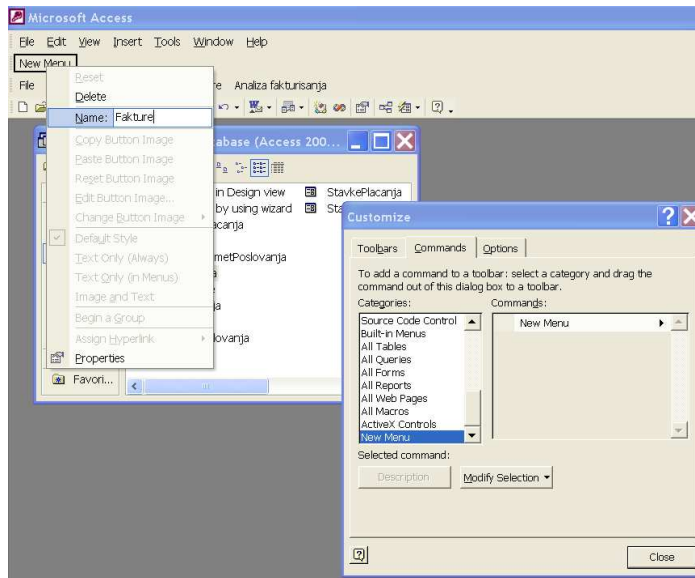 Microsoft Access
File Edit View Insert Tools Window Help
New Menu
File
Analiza fakturisanja
Reset
Delete
Name: Fakture
Copy Button Image
Paste Button Image
Reset Button Image
Edit Button Image...
Change Button Image
Default Style
Text Only (Always)
Text Only (in Menus)
Image and Text
Begin a Group
Assign Hyperlink
Properties
abase (Access 200...
in Design view StavkePlacanja
by using wizard
acanja
metPoslovanja
ja
lovanja
Favori...
Customize
Toolbars Commands Options
To add a command to a toolbar: select a category and drag the
command out of this dialog box to a toolbar.
Categories: Commands:
Source Code Control New Menu
Built-in Menus
All Tables
All Queries
All Forms
All Reports
All Web Pages
All Macros
ActiveX Controls
New Menu
Selected command:
Description Modify Selection
Close